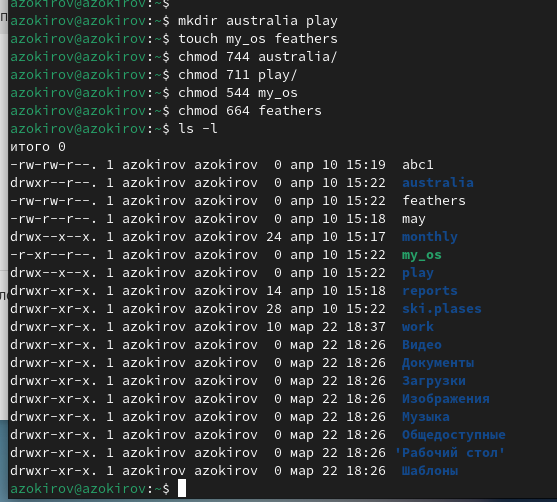 azokirov@azokirov:~$
azokirov@azokirov:~$ mkdir australia play
azokirov@azokirov:~$ touch my_os feathers
azokirov@azokirov:~$ chmod 744 australia/
azokirov@azokirov:~$ chmod 711 play/
azokirov@azokirov:~$ chmod 544 my_os
azokirov@azokirov:~$ chmod 664 feathers
azokirov@azokirov:~$ ls -l
итого 0
-rw-rw-r--. 1 azokirov azokirov  0 апр 10 15:19  abc1
drwxr--r--. 1 azokirov azokirov  0 апр 10 15:22  australia
-rw-rw-r--. 1 azokirov azokirov  0 апр 10 15:22  feathers
-rw-r--r--. 1 azokirov azokirov  0 апр 10 15:18  may
drwx--x--x. 1 azokirov azokirov 24 апр 10 15:17  monthly
-r-xr--r--. 1 azokirov azokirov  0 апр 10 15:22  my_os
drwx--x--x. 1 azokirov azokirov  0 апр 10 15:22  play
drwxr-xr-x. 1 azokirov azokirov 14 апр 10 15:18  reports
drwxr-xr-x. 1 azokirov azokirov 28 апр 10 15:22  ski.plases
drwxr-xr-x. 1 azokirov azokirov 10 мар 22 18:37  work
drwxr-xr-x. 1 azokirov azokirov  0 мар 22 18:26  Видео
drwxr-xr-x. 1 azokirov azokirov  0 мар 22 18:26  Документы
drwxr-xr-x. 1 azokirov azokirov  0 мар 22 18:26  Загрузки
drwxr-xr-x. 1 azokirov azokirov  0 мар 22 18:26  Изображения
drwxr-xr-x. 1 azokirov azokirov  0 мар 22 18:26  Музыка
drwxr-xr-x. 1 azokirov azokirov  0 мар 22 18:26  Общедоступные
drwxr-xr-x. 1 azokirov azokirov  0 мар 22 18:26 'Рабочий стол'
drwxr-xr-x. 1 azokirov azokirov  0 мар 22 18:26  Шаблоны
azokirov@azokirov:~$